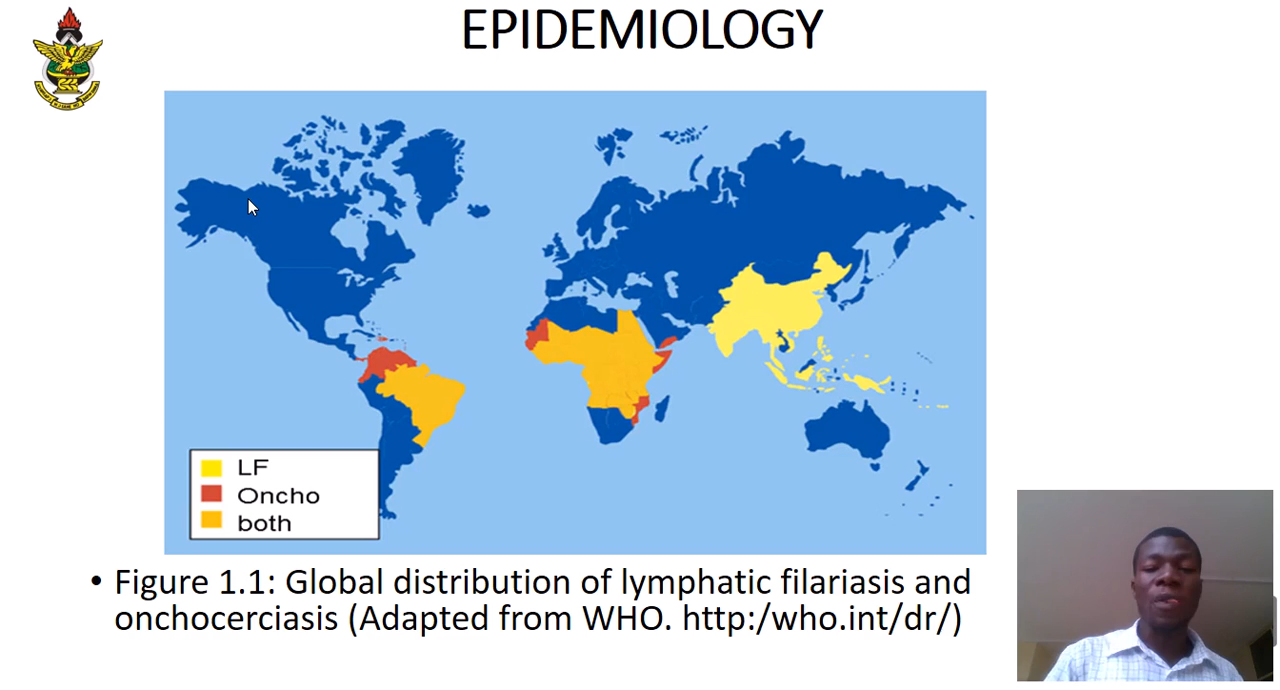 EPIDEMIOLOGY
LF
Oncho
both
• Figure 1.1: Global distribution of lymphatic filariasis and
onchocerciasis (Adapted from WHO. http:/who.int/dr/)